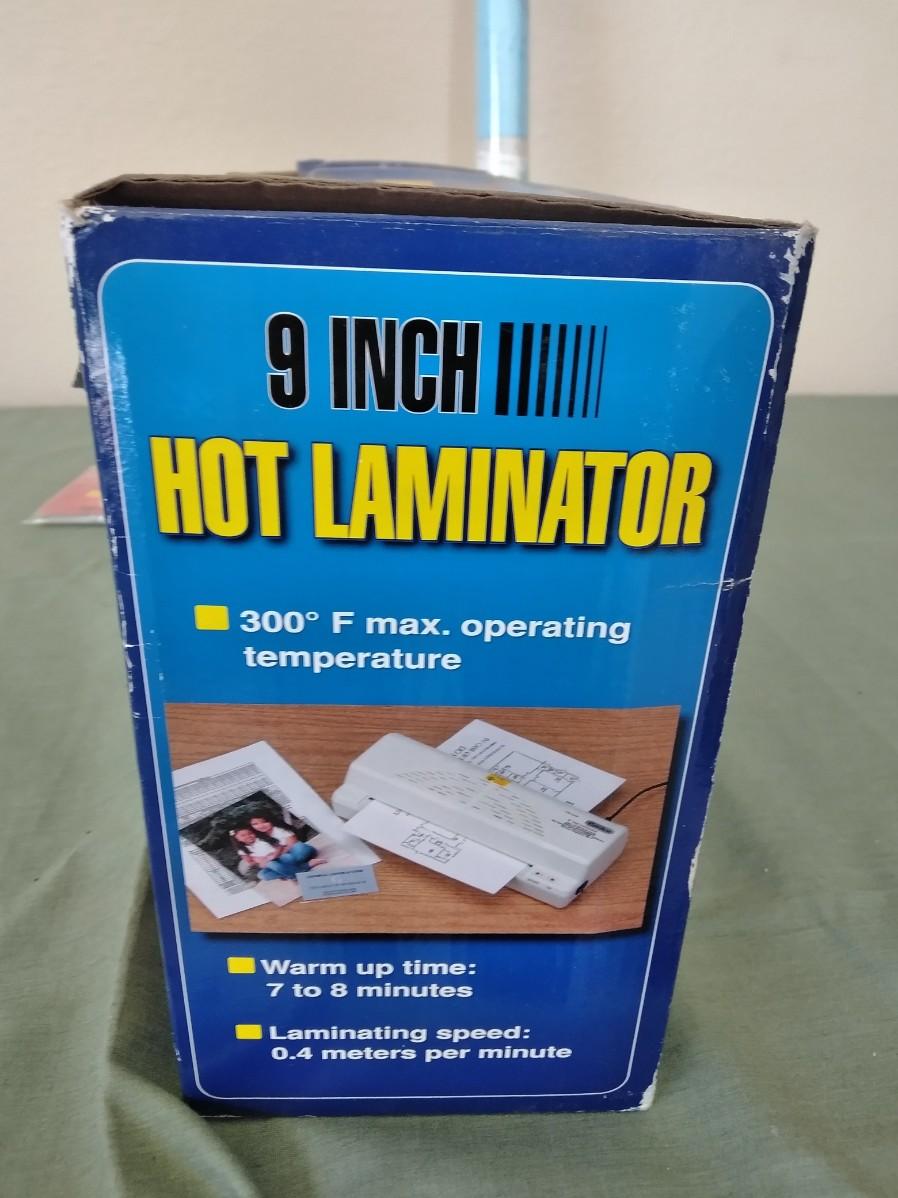 9 INCH
HOT LAMINATOR
300° F max. operating
temperature
Warm up time:
7 to 8 minutes
Laminating speed:
0.4 meters per minute